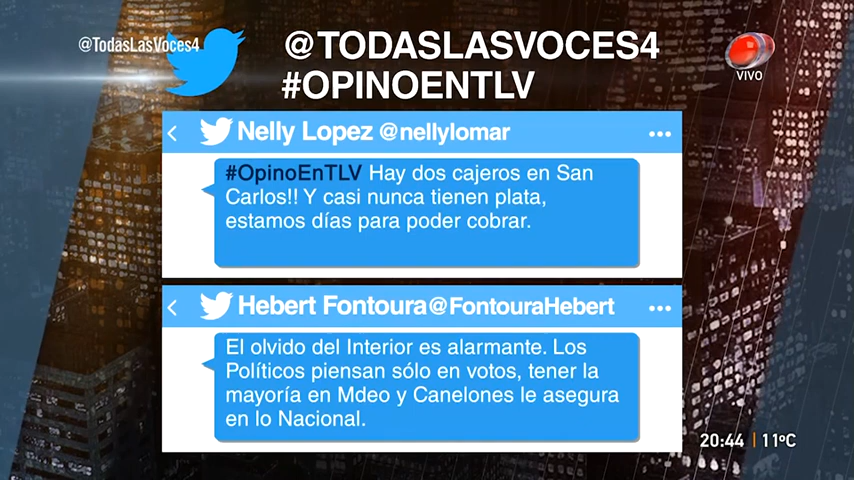 @TodasLasVoces4
@TODASLASVOCES4
#OPINOENTLV
VIVO
Nelly Lopez @nellylomar
#OpinoEnTLV Hay dos cajeros en San
Carlos!! Y casi nunca tienen plata,
estamos días para poder cobrar.
Hebert Fontoura@FontouraHebert
El olvido del Interior es alarmante. Los
Políticos piensan sólo en votos, tener la
mayoría en Mdeo y Canelones le asegura
en lo Nacional.
20:44 | 11ºC